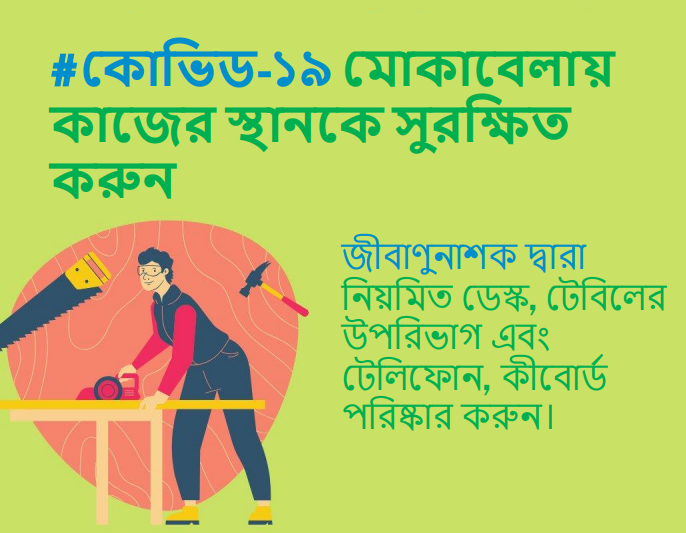 #কোভিড-১৯ মোকাবেলায়
কাজের স্থানকে সুরক্ষিত
করুন
জীবাণুনাশক দ্বারা
নিয়মিত ডেস্ক, টেবিলের
উপরিভাগ এবং
টেলিফোন, কীবোর্ড
পরিষ্কার করুন।